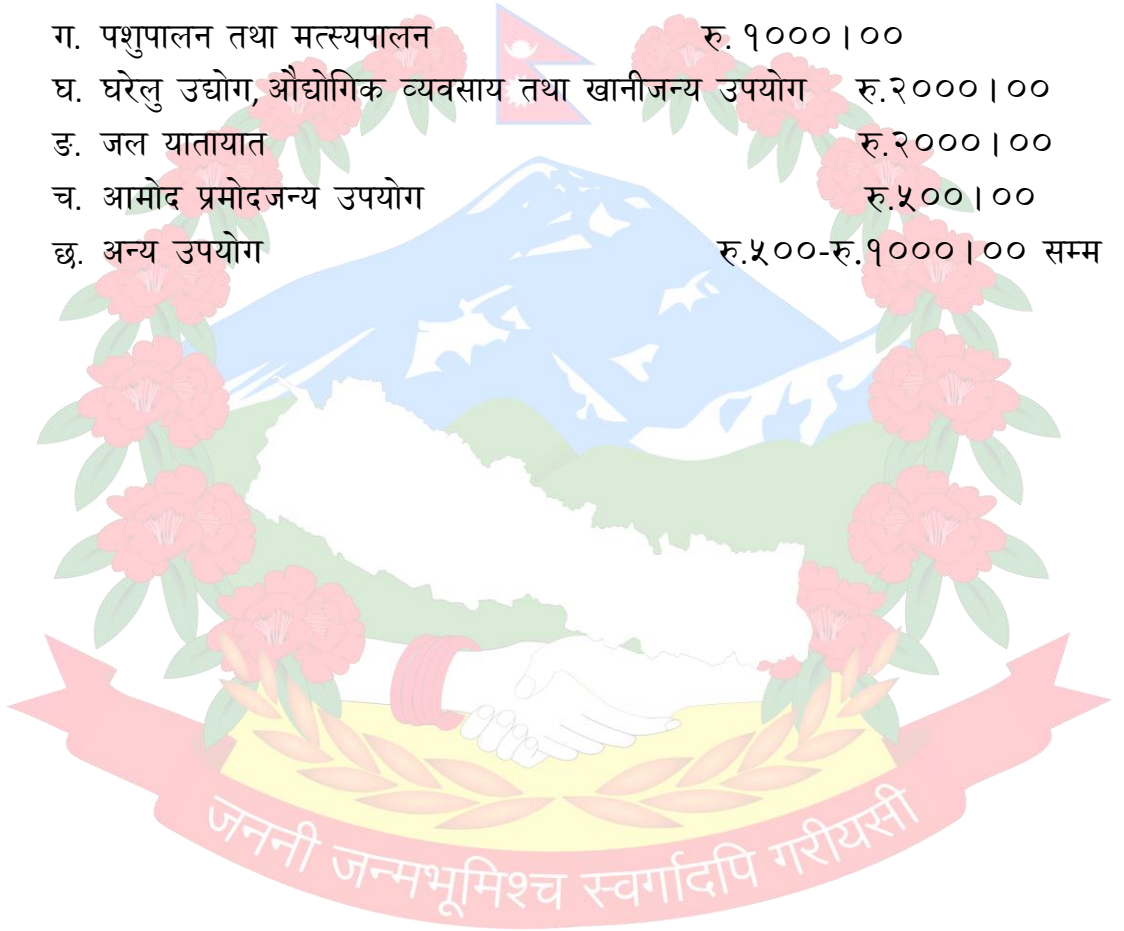 ग. पशुपालन तथा मत्स्यपालन रु. १०००।००
घ. घरेलु उद्योग, औद्योगिक व्यवसाय तथा खानीजन्य उपयोग रु.२०००।००
ङ. जल यातायात रु.२०००।००
च. आमोद प्रमोदजन्य उपयोग रु.५००।००
छ. अन्य उपयोग रु.५००-रु.१०००।०० सम्म
जननी जन्मभूमिश्च स्वर्गादपि गरीयसी